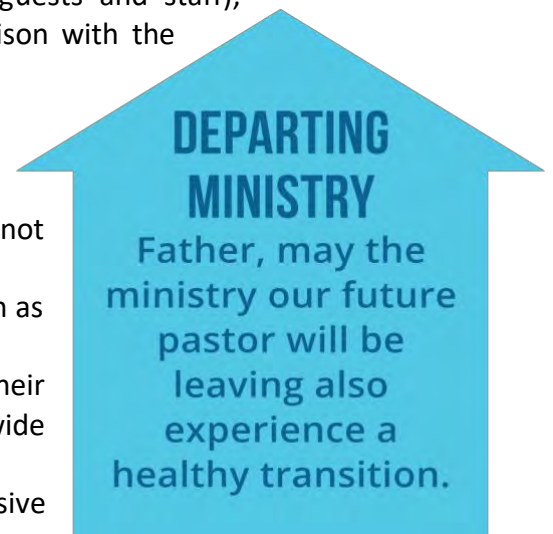 guests and staff),
ison with the
DEPARTING
MINISTRY
not
Father, may the
ministry our future
as
pastor will be
leaving also
heir
experience a
vide
healthy transition.
sive